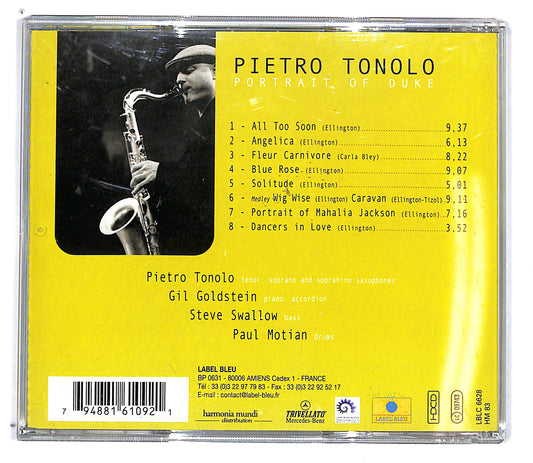 PIETRO TONOLO
PORTRAIT OF DUKE
1 - All Too Soon (Ellington) 9,37
2 - Angelica (Ellington) 6,13
3 - Fleur Carnivore (Carla Bley) 8,22
4 - Blue Rose (Ellington) 9,07
5 - Solitude (Ellington) 5,01
6 - Medley Wig Wise (Ellington) Caravan (Ellington-Tizol) 9,11
7 - Portrait of Mahalia Jackson (Ellington) 7,16
8 - Dancers in Love (Ellington) 3,52
Pietro Tonolo tenor, soprano and sopranino saxophones
Gil Goldstein piano, accordion
Steve Swallow bass
Paul Motian drums
LABEL BLEU
BP 0631 - 80006 AMIENS Cedex 1 - FRANCE
Tél : 33 (0)3 22 97 79 83 - Fax : 33 (0)3 22 92 52 17
E-mail : contact@label-bleu.fr
7 94881 61092 1
harmonia mundi
distribution
TRIVELLATO
Mercedes-Benz
LABEL BLEU
HDCD
LC 09743
LBLC 6628
HM 83